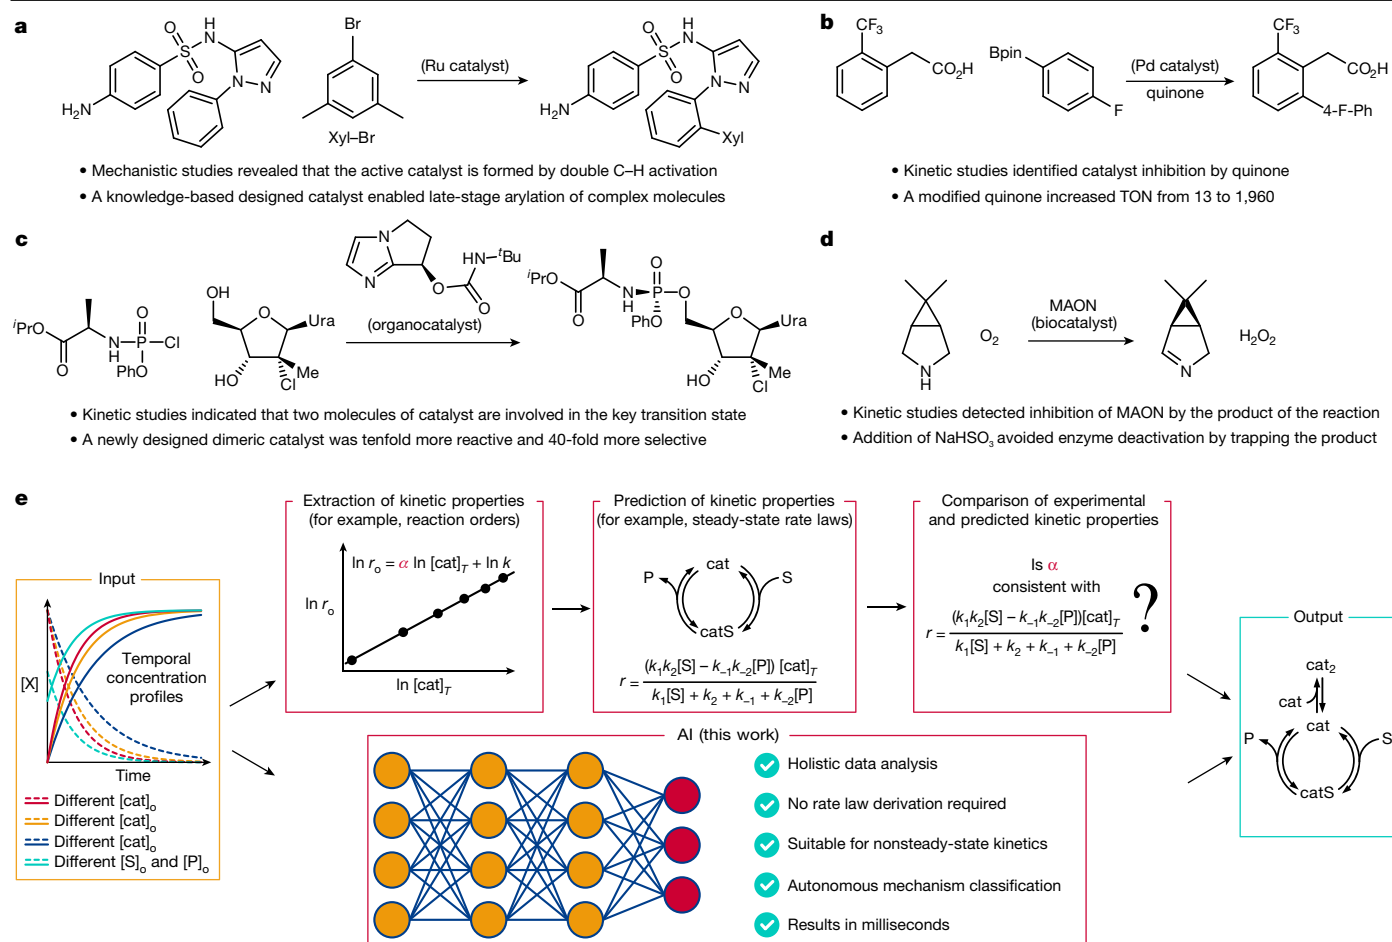 a
H₂N
S
O
O
H
N
N
N
Br
Xyl–Br
(Ru catalyst)
H₂N
S
O
O
H
N
N
N
Xyl
• Mechanistic studies revealed that the active catalyst is formed by double C–H activation
• A knowledge-based designed catalyst enabled late-stage arylation of complex molecules
b
CF₃
CO₂H
Bpin
F
(Pd catalyst)
quinone
CF₃
CO₂H
4-F-Ph
• Kinetic studies identified catalyst inhibition by quinone
• A modified quinone increased TON from 13 to 1,960
c
ⁱPrO
O
N
H
P
O
Cl
PhO
OH
O
Ura
HO
Me
Cl
N
N
O
HN
ᵗBu
O
(organocatalyst)
ⁱPrO
O
N
H
P
O
O
PhO
O
Ura
HO
Me
Cl
• Kinetic studies indicated that two molecules of catalyst are involved in the key transition state
• A newly designed dimeric catalyst was tenfold more reactive and 40-fold more selective
d
N
H
O₂
MAON
(biocatalyst)
N
H₂O₂
• Kinetic studies detected inhibition of MAON by the product of the reaction
• Addition of NaHSO₃ avoided enzyme deactivation by trapping the product
e
Input
[X]
Temporal
concentration
profiles
Time
Different [cat]ₒ
Different [cat]ₒ
Different [cat]ₒ
Different [S]ₒ and [P]ₒ
Extraction of kinetic properties
(for example, reaction orders)
ln rₒ = α ln [cat]_T + ln k
ln rₒ
ln [cat]_T
Prediction of kinetic properties
(for example, steady-state rate laws)
cat
P
S
catS
r = (k₁k₂[S] – k₋₁k₋₂[P]) [cat]_T
k₁[S] + k₂ + k₋₁ + k₋₂[P]
Comparison of experimental
and predicted kinetic properties
Is α
consistent with
r = (k₁k₂[S] – k₋₁k₋₂[P])[cat]_T
k₁[S] + k₂ + k₋₁ + k₋₂[P]
?
AI (this work)
Holistic data analysis
No rate law derivation required
Suitable for nonsteady-state kinetics
Autonomous mechanism classification
Results in milliseconds
Output
cat₂
cat
cat
P
S
catS